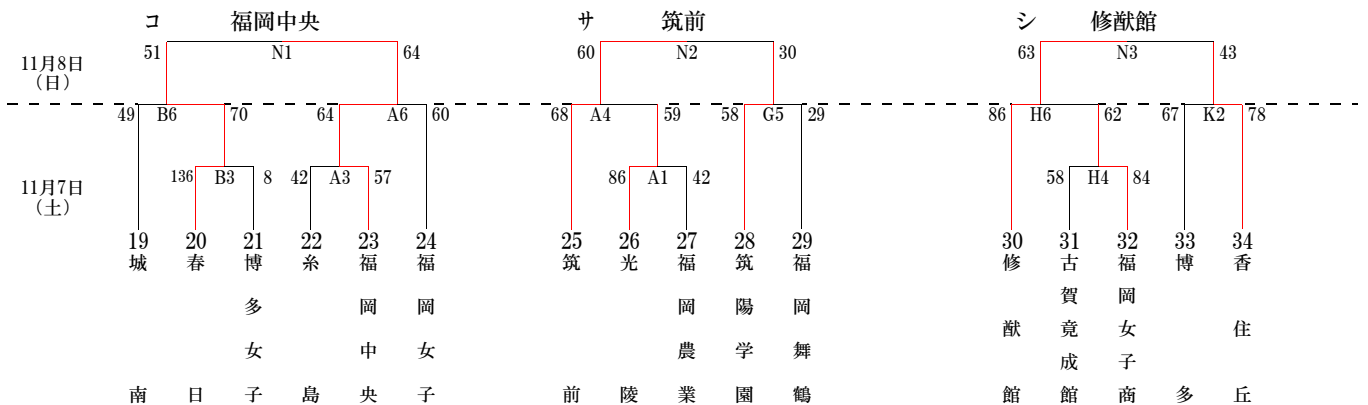 コ 福岡中央 サ 筑前 シ 修猷館
51 N1 64 60 N2 30 63 N3 43
11月8日
（日）
49 B6 70 64 A6 60 68 A4 59 58 G5 29 86 H6 62 67 K2 78
136 B3 8 42 A3 57 86 A1 42 58 H4 84
11月7日
（土）
19 20 21 22 23 24 25 26 27 28 29 30 31 32 33 34
城南
春日
博多女子
糸島
福岡中央
福岡女子
筑前
光陵
福岡農業
筑陽学園
福岡舞鶴
修猷館
古賀竟成館
福岡女子商
博多
香住丘